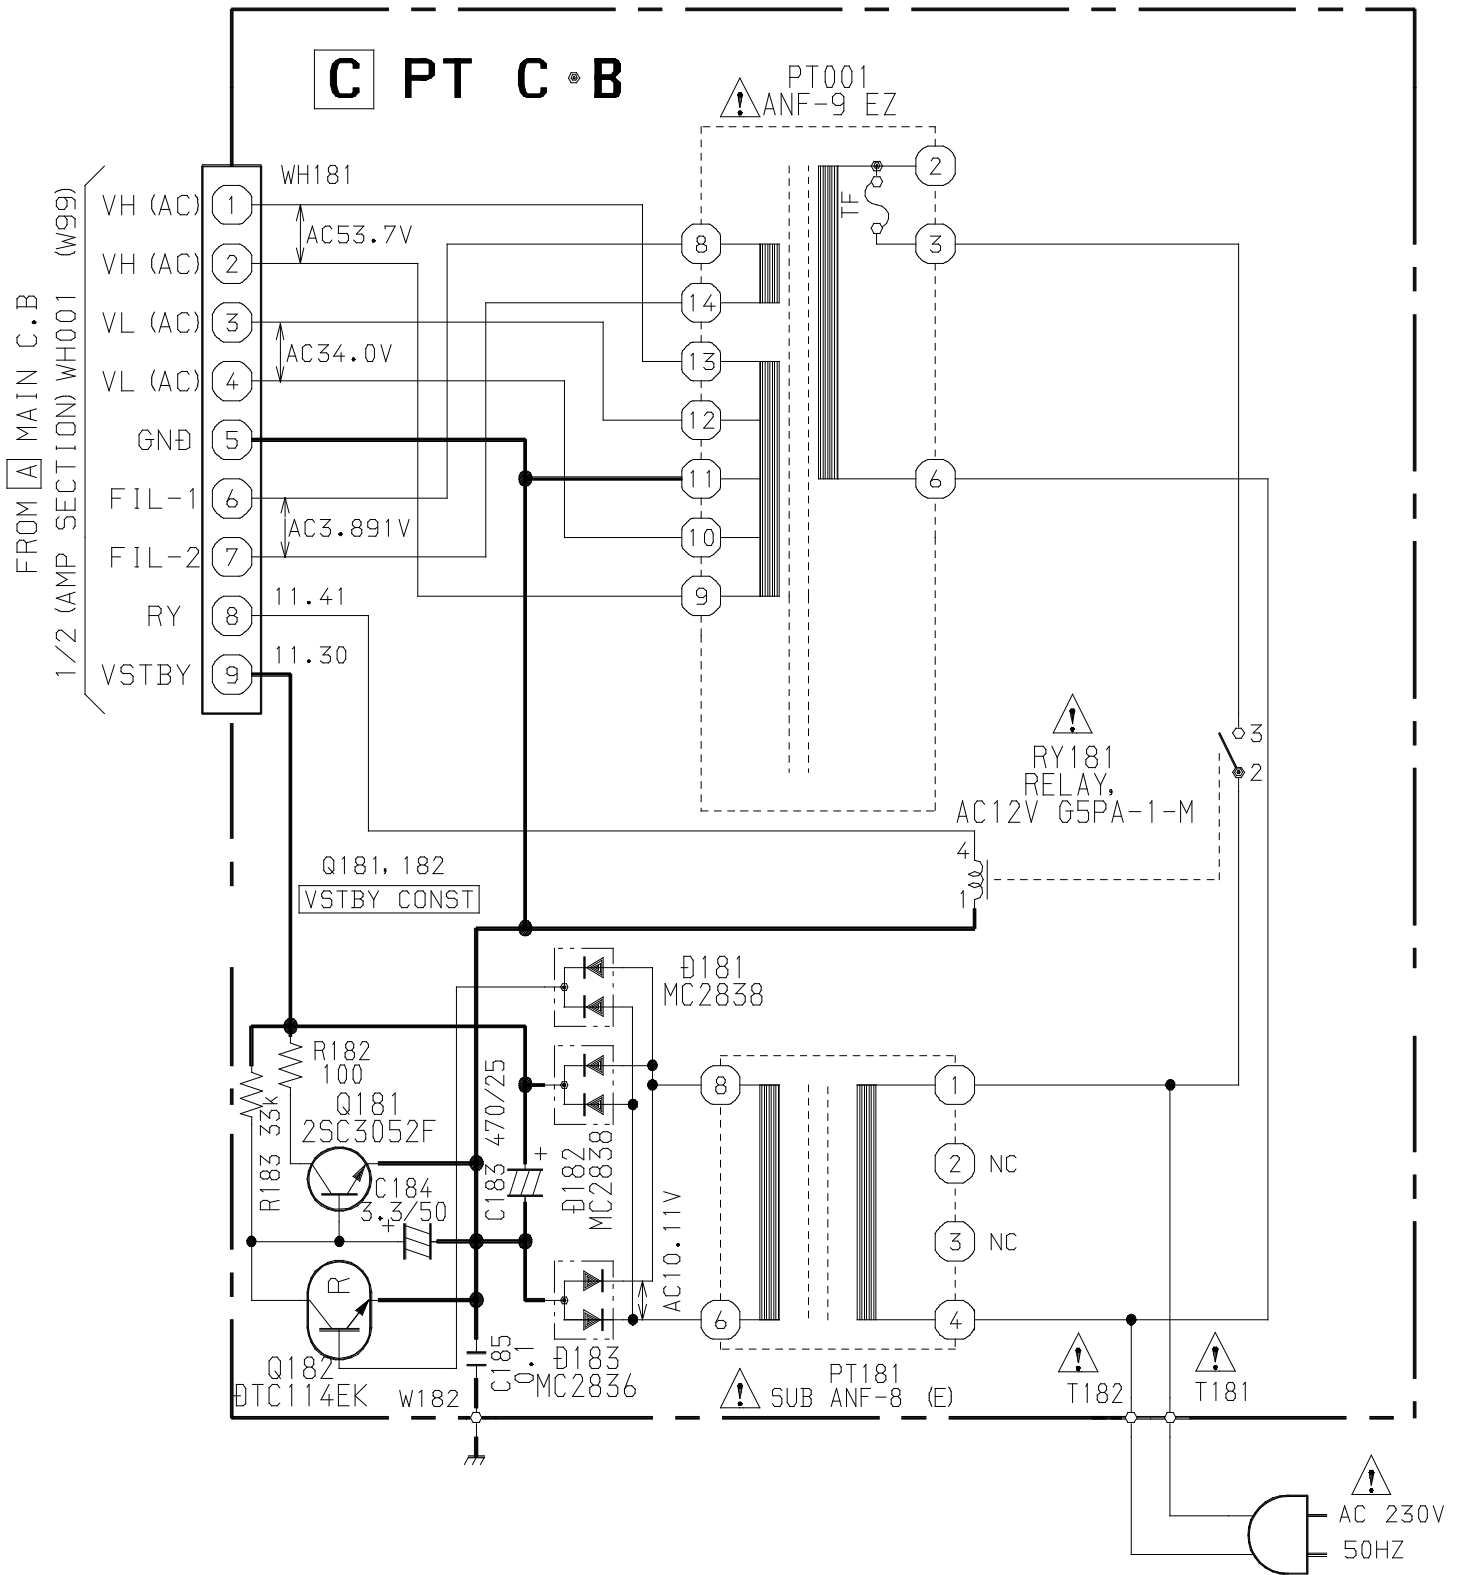 C PT C·B
PT001
ANF-9 EZ
WH181
FROM A MAIN C.B
1/2 (AMP SECTION) WH001 (W99)
VH (AC) 1
AC53.7V
VH (AC) 2
VL (AC) 3
AC34.0V
VL (AC) 4
GND 5
FIL-1 6
AC3.891V
FIL-2 7
RY 8
11.41
VSTBY 9
11.30
8
14
13
12
11
10
9
TF
2
3
6
3
2
RY181
RELAY,
AC12V G5PA-1-M
4
1
Q181, 182
VSTBY CONST
D181
MC2838
R182
100
Q181
2SC3052F
R183 33k
C184
3.3/50
+
C183 470/25
+
D182
MC2838
AC10.11V
8
6
1
2 NC
3 NC
4
R
Q182
DTC114EK
W182
C185
0.1
D183
MC2836
PT181
SUB ANF-8 (E)
T182
T181
AC 230V
50HZ